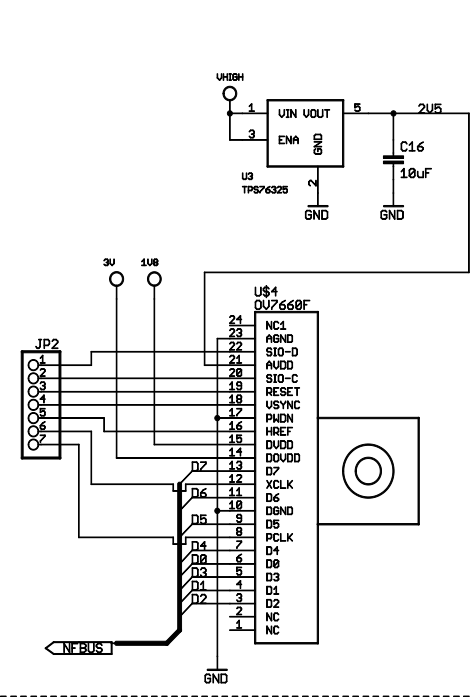 VHIGH
1 VIN VOUT 5 2V5
3 ENA GND C16
U3 2 10uF
TPS76325
GND GND
3V 1V8
U$4
OV7660F
JP2
24 NC1
23 AGND
1 22 SIO-D
21 AVDD
2 20 SIO-C
3 19 RESET
4 18 VSYNC
5 17 PWDN
6 16 HREF
7 15 DVDD
14 DOVDD
D7 13 D7
12 XCLK
D6 11 D6
10 DGND
D5 9 D5
8 PCLK
D4 7 D4
D0 6 D0
D3 5 D3
D1 4 D1
D2 3 D2
2 NC
1 NC
NFBUS
GND